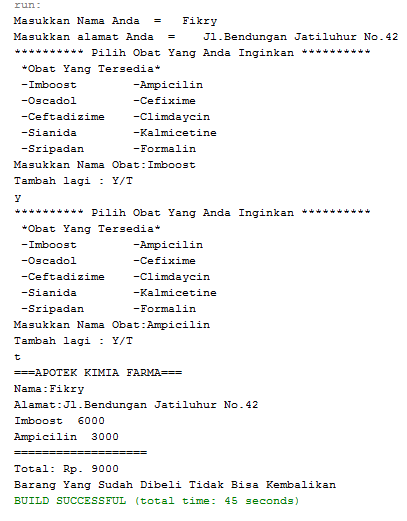 run:
Masukkan Nama Anda  =   Fikry
Masukkan alamat Anda  =    Jl.Bendungan Jatiluhur No.42
********** Pilih Obat Yang Anda Inginkan **********
 *Obat Yang Tersedia*
 -Imboost        -Ampicilin
 -Oscadol        -Cefixime
 -Ceftadizime    -Climdaycin
 -Sianida        -Kalmicetine
 -Sripadan       -Formalin
Masukkan Nama Obat:Imboost
Tambah lagi : Y/T
y
********** Pilih Obat Yang Anda Inginkan **********
 *Obat Yang Tersedia*
 -Imboost        -Ampicilin
 -Oscadol        -Cefixime
 -Ceftadizime    -Climdaycin
 -Sianida        -Kalmicetine
 -Sripadan       -Formalin
Masukkan Nama Obat:Ampicilin
Tambah lagi : Y/T
t
===APOTEK KIMIA FARMA===
Nama:Fikry
Alamat:Jl.Bendungan Jatiluhur No.42
Imboost  6000
Ampicilin  3000
===================
Total: Rp. 9000
Barang Yang Sudah Dibeli Tidak Bisa Kembalikan
BUILD SUCCESSFUL (total time: 45 seconds)